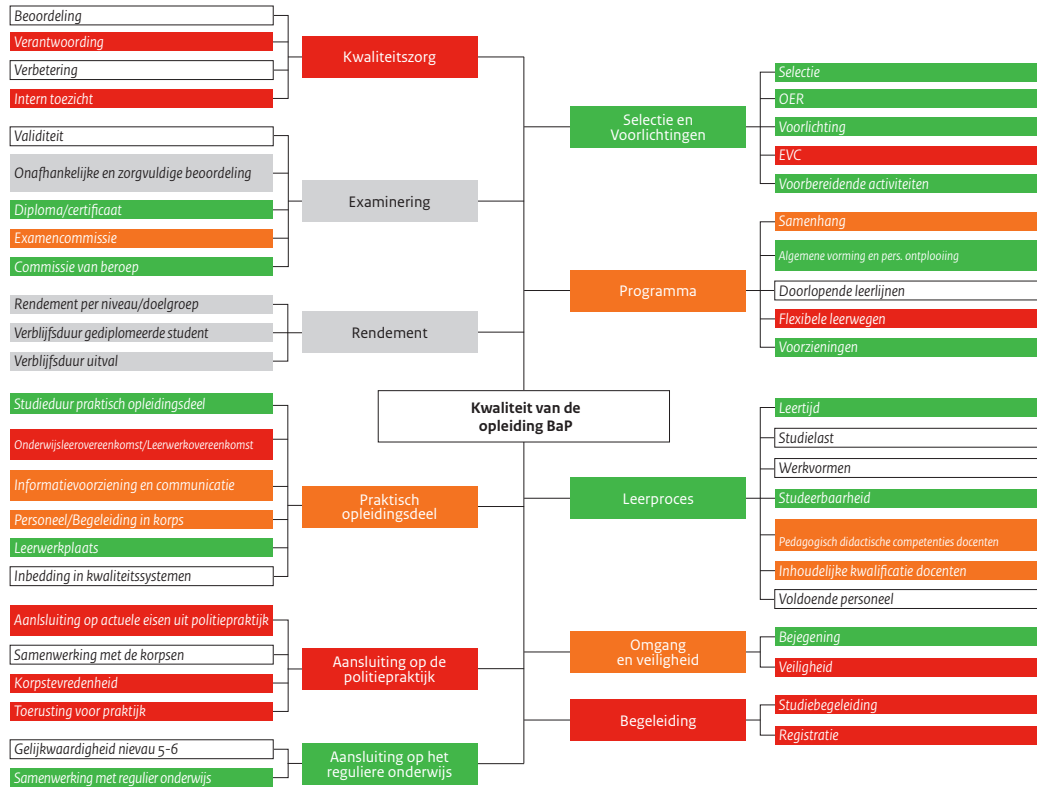 Beoordeling
Verantwoording
Verbetering
Intern toezicht
Kwaliteitszorg
Validiteit
Onafhankelijke en zorgvuldige beoordeling
Diploma/certificaat
Examencommissie
Commissie van beroep
Examinering
Rendement per niveau/doelgroep
Verblijfsduur gediplomeerde student
Verblijfsduur uitval
Rendement
Kwaliteit van de
opleiding BaP
Studieduur praktisch opleidingsdeel
Onderwijsleerovereenkomst/Leerwerkovereenkomst
Informatievoorziening en communicatie
Personeel/Begeleiding in korps
Leerwerkplaats
Inbedding in kwaliteitssystemen
Praktisch
opleidingsdeel
Aanlsluiting op actuele eisen uit politiepraktijk
Samenwerking met de korpsen
Korpstevredenheid
Toerusting voor praktijk
Aansluiting op de
politiepraktijk
Gelijkwaardigheid nievau 5-6
Samenwerking met regulier onderwijs
Aansluiting op het
reguliere onderwijs
Selectie en
Voorlichtingen
Selectie
OER
Voorlichting
EVC
Voorbereidende activiteiten
Programma
Samenhang
Algemene vorming en pers. ontplooiing
Doorlopende leerlijnen
Flexibele leerwegen
Voorzieningen
Leerproces
Leertijd
Studielast
Werkvormen
Studeerbaarheid
Pedagogisch didactische competenties docenten
Inhoudelijke kwalificatie docenten
Voldoende personeel
Omgang
en veiligheid
Bejegening
Veiligheid
Begeleiding
Studiebegeleiding
Registratie